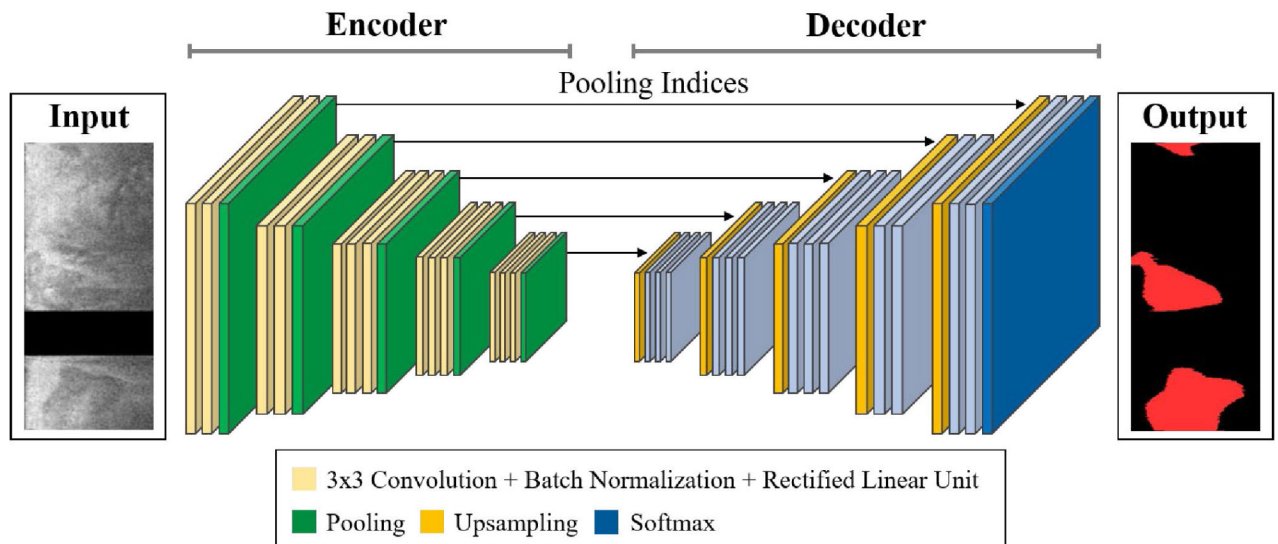 Encoder
Decoder
Pooling Indices
Input
Output
3x3 Convolution + Batch Normalization + Rectified Linear Unit
Pooling
Upsampling
Softmax